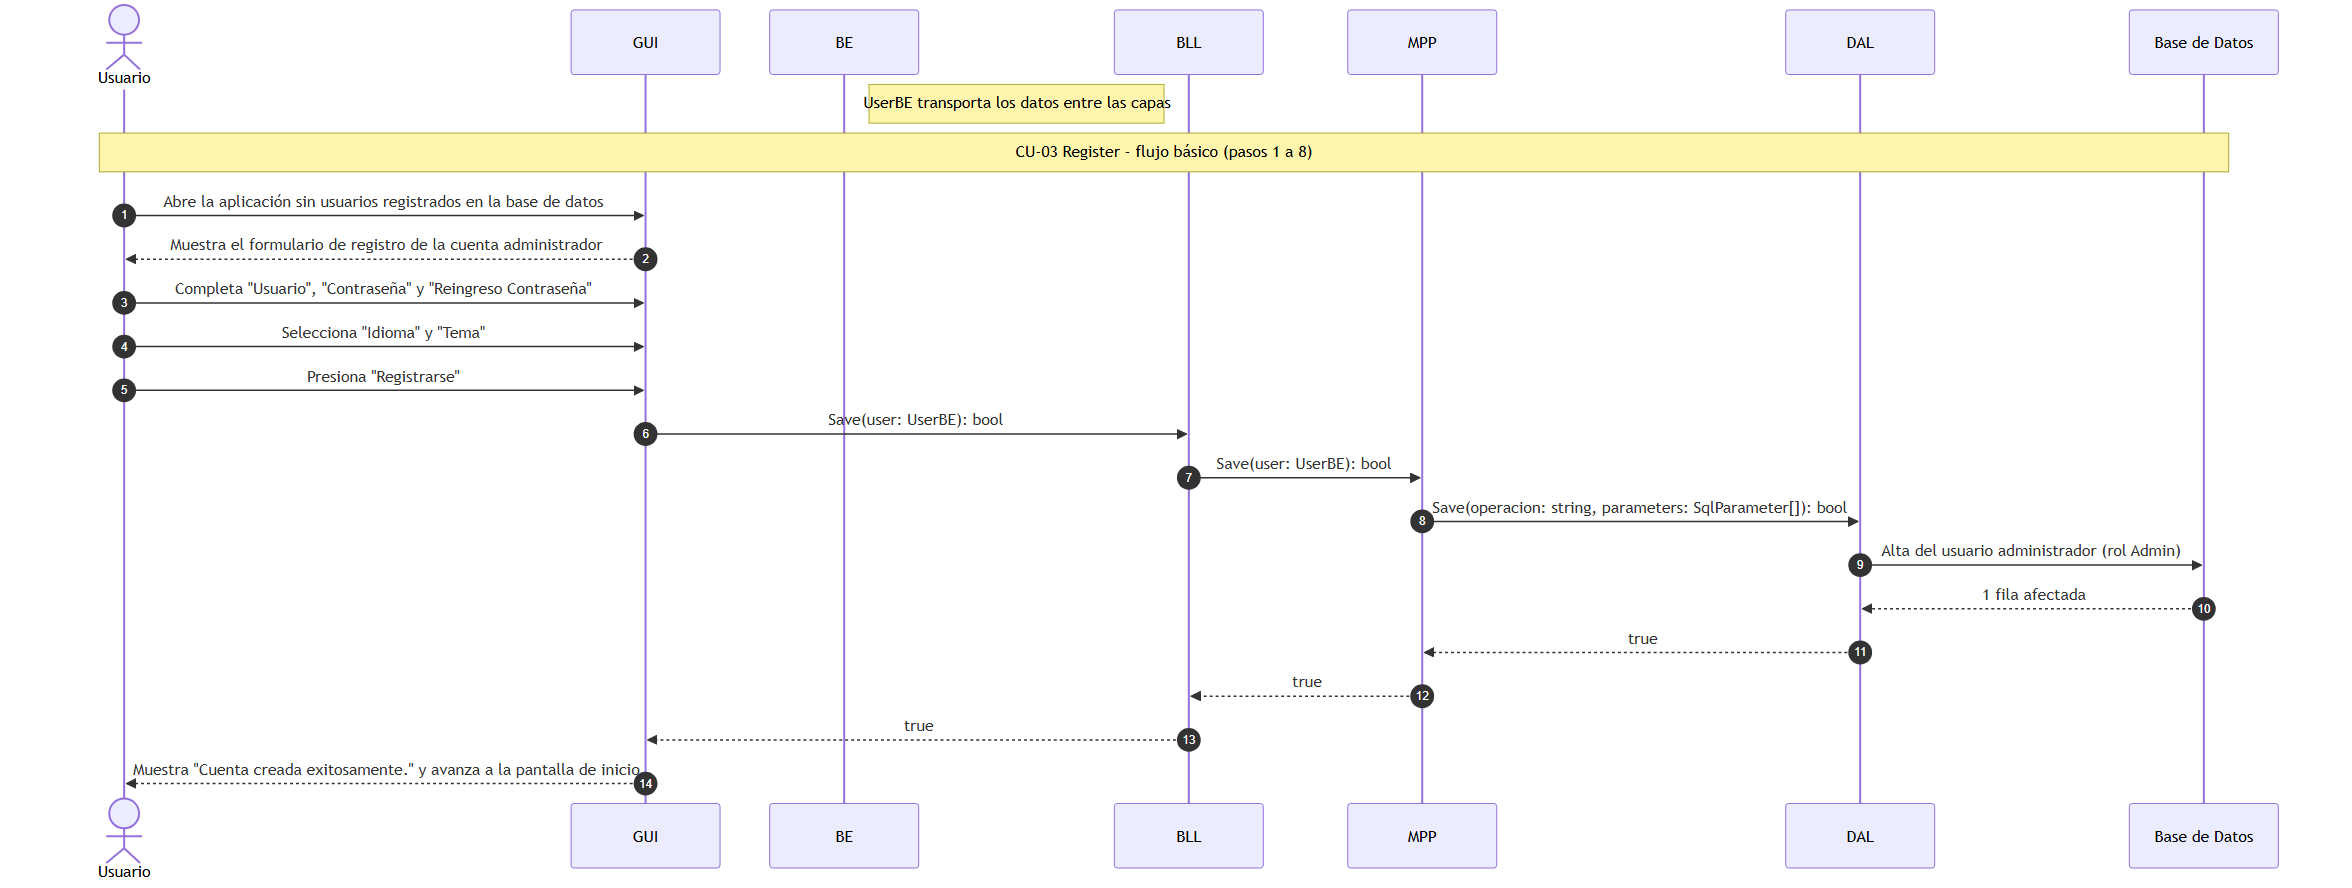 Usuario
GUI
BE
BLL
MPP
DAL
Base de Datos
UserBE transporta los datos entre las capas
CU-03 Register - flujo básico (pasos 1 a 8)
Abre la aplicación sin usuarios registrados en la base de datos
1
Muestra el formulario de registro de la cuenta administrador
2
Completa "Usuario", "Contraseña" y "Reingreso Contraseña"
3
Selecciona "Idioma" y "Tema"
4
Presiona "Registrarse"
5
Save(user: UserBE): bool
6
Save(user: UserBE): bool
7
Save(operacion: string, parameters: SqlParameter[]): bool
8
Alta del usuario administrador (rol Admin)
9
1 fila afectada
10
true
11
true
12
true
13
Muestra "Cuenta creada exitosamente." y avanza a la pantalla de inicio
14
Usuario
GUI
BE
BLL
MPP
DAL
Base de Datos